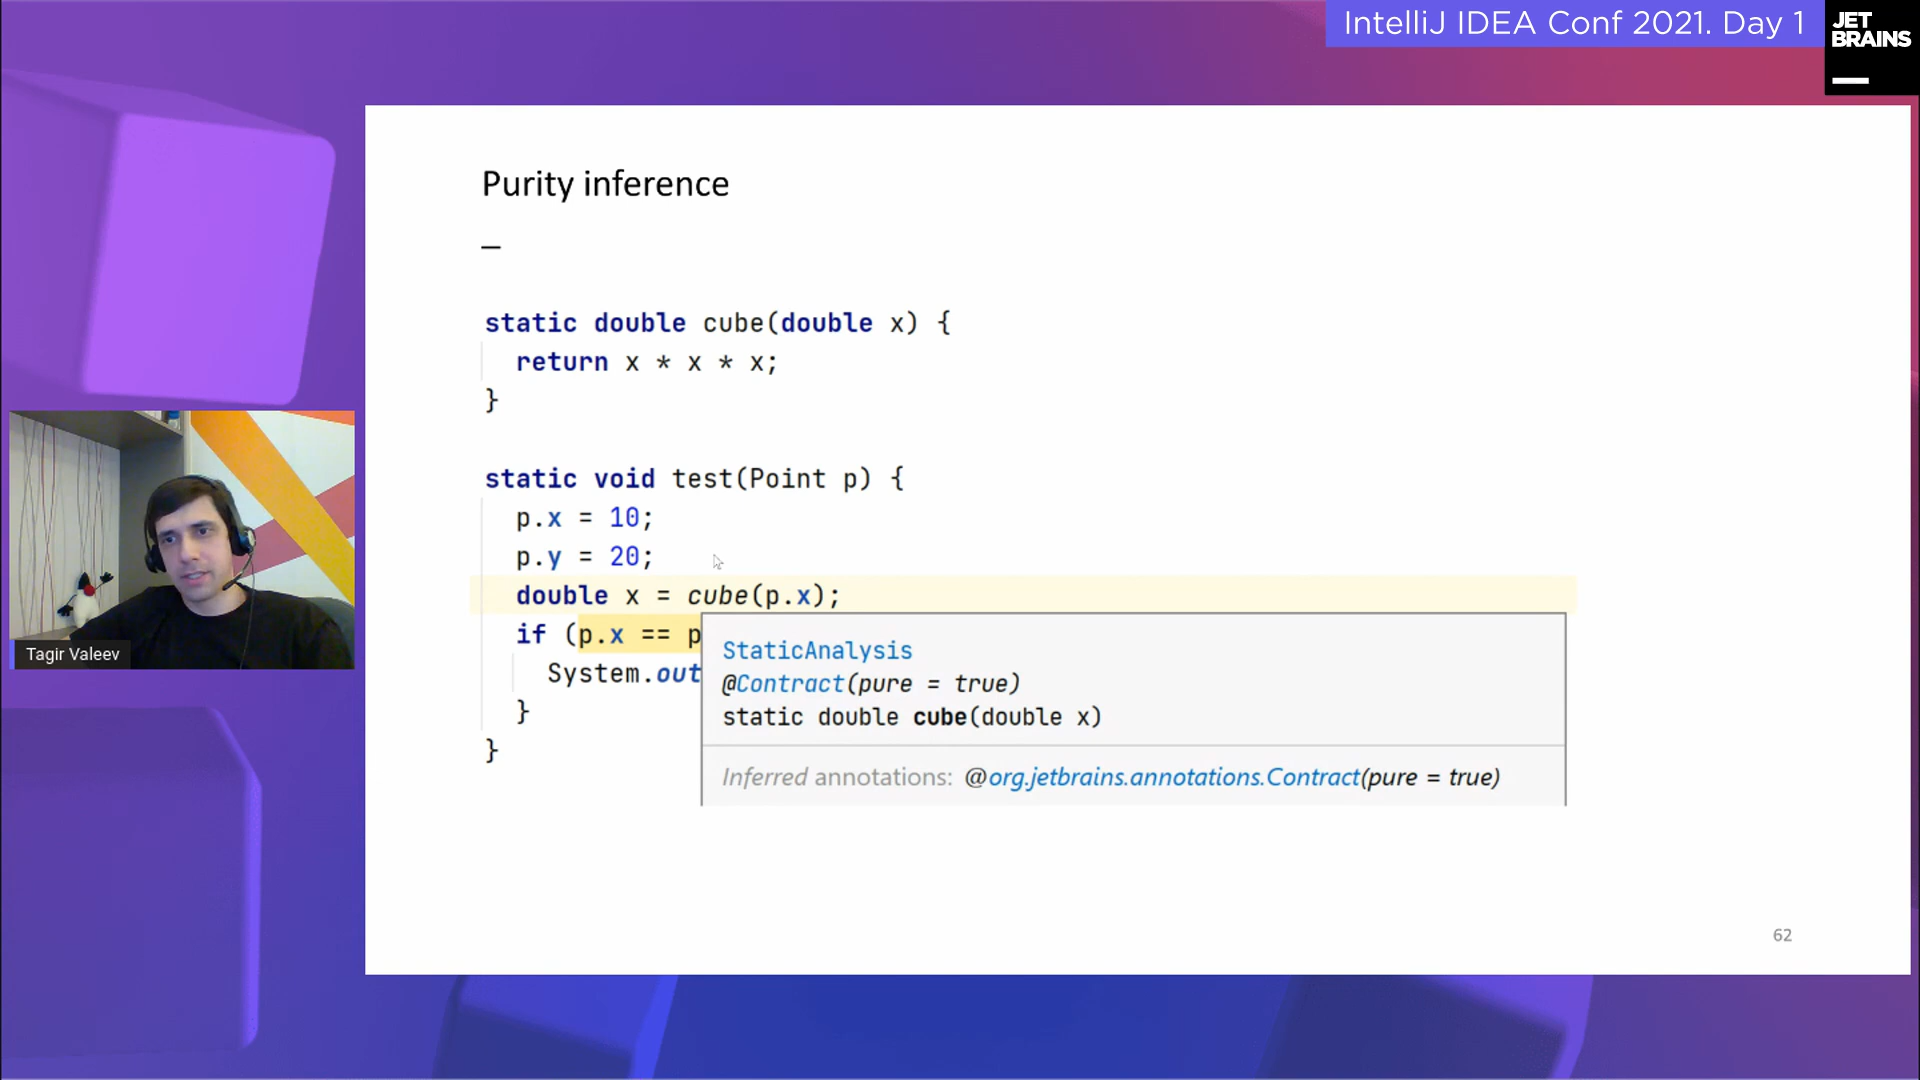 IntelliJ IDEA Conf 2021. Day 1
JET
BRAINS
Purity inference
static double cube(double x) {
return x * x * x;
}
static void test(Point p) {
p.x = 10;
p.y = 20;
double x = cube(p.x);
if (p.x == p
System.out
}
}
StaticAnalysis
@Contract(pure = true)
static double cube(double x)
Inferred annotations: @org.jetbrains.annotations.Contract(pure = true)
Tagir Valeev
62